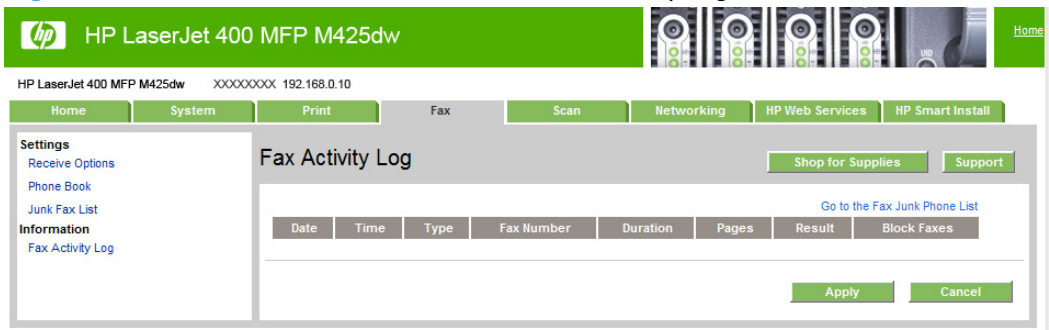 hp HP LaserJet 400 MFP M425dw
UID
Home
HP LaserJet 400 MFP M425dw XXXXXXXX 192.168.0.10
Home System Print Fax Scan Networking HP Web Services HP Smart Install
Settings
Receive Options
Phone Book
Junk Fax List
Information
Fax Activity Log
Fax Activity Log
Shop for Supplies Support
Go to the Fax Junk Phone List
Date Time Type Fax Number Duration Pages Result Block Faxes
Apply Cancel